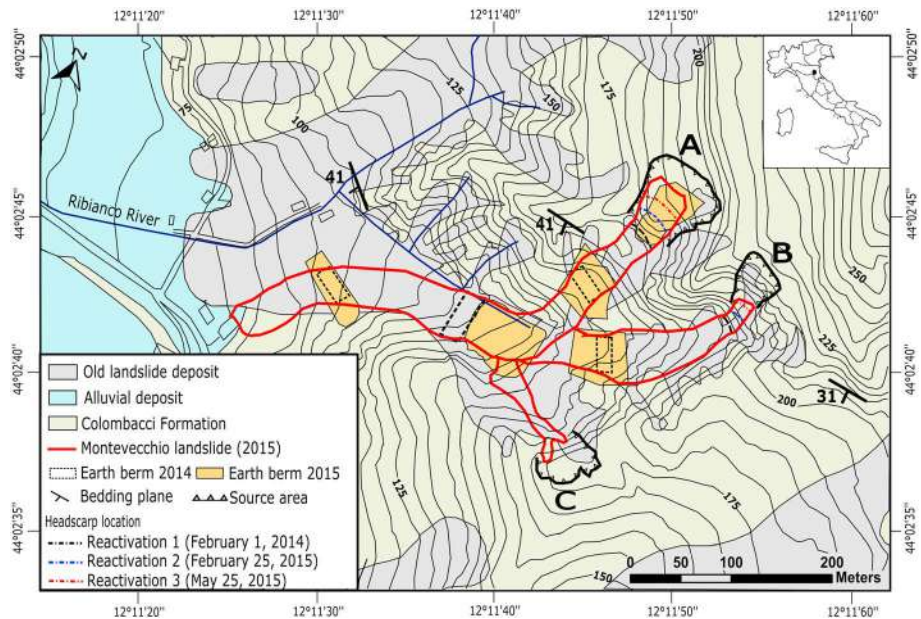 12°11'20" 12°11'30" 12°11'40" 12°11'50" 12°11'60"
44°02'50" 44°02'50"
N
200
125
150
175
75
100
A
41
44°02'45" 44°02'45"
Ribianco River
41
B
250
225
44°02'40" 44°02'40"
31
200
C
125
175
150
44°02'35" 44°02'35"
Old landslide deposit
Alluvial deposit
Colombacci Formation
Montevecchio landslide (2015)
Earth berm 2014 Earth berm 2015
Bedding plane Source area
Headscarp location
Reactivation 1 (February 1, 2014)
Reactivation 2 (February 25, 2015)
Reactivation 3 (May 25, 2015)
0 50 100 200
Meters
12°11'20" 12°11'30" 12°11'40" 12°11'50" 12°11'60"